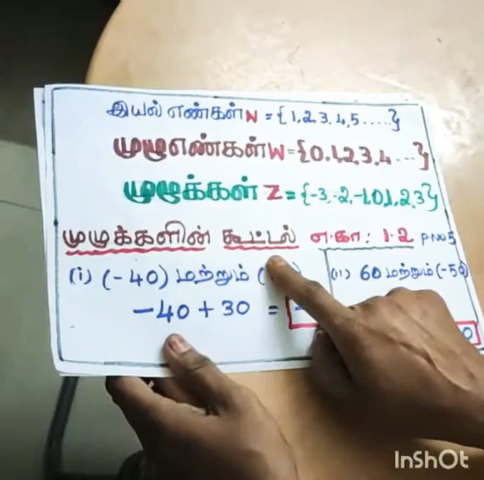 இயல் எண்கள் N = {1,2,3,4,5.....}
முழு எண்கள் W = {0,1,2,3,4...}
முழுக்கள் Z = {-3,-2,-1,0,1,2,3}
முழுக்களின் கூட்டல் எ.கா : 1.2 P.NO5
(i) (-40) மற்றும் (
(ii) 60 மற்றும் (-50
-40 + 30 =
InShOt